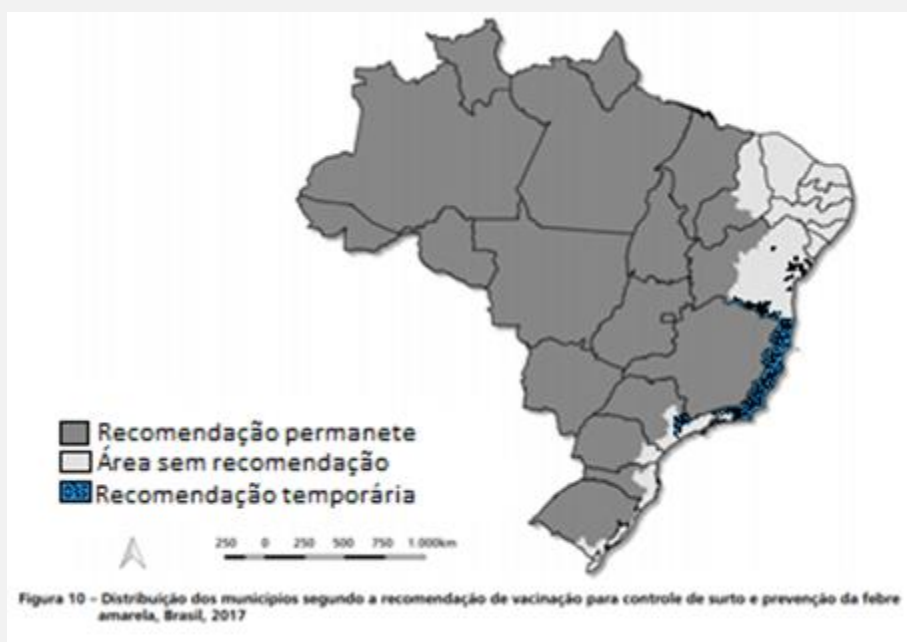 Recomendação permanete
Área sem recomendação
Recomendação temporária
250 0 250 500 750 1.000km
Figura 10 – Distribuição dos municípios segundo a recomendação de vacinação para controle de surto e prevenção da febre
amarela, Brasil, 2017